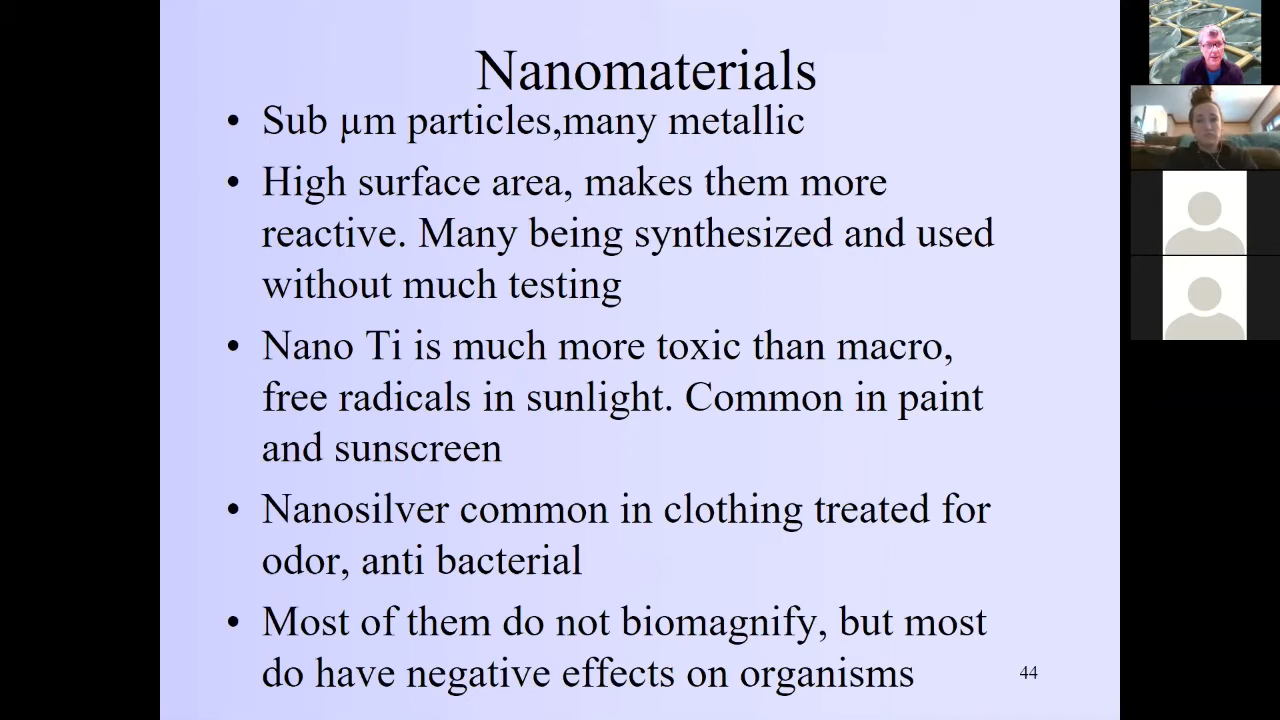 Nanomaterials
• Sub µm particles,many metallic
• High surface area, makes them more
reactive. Many being synthesized and used
without much testing
• Nano Ti is much more toxic than macro,
free radicals in sunlight. Common in paint
and sunscreen
• Nanosilver common in clothing treated for
odor, anti bacterial
• Most of them do not biomagnify, but most
do have negative effects on organisms
44